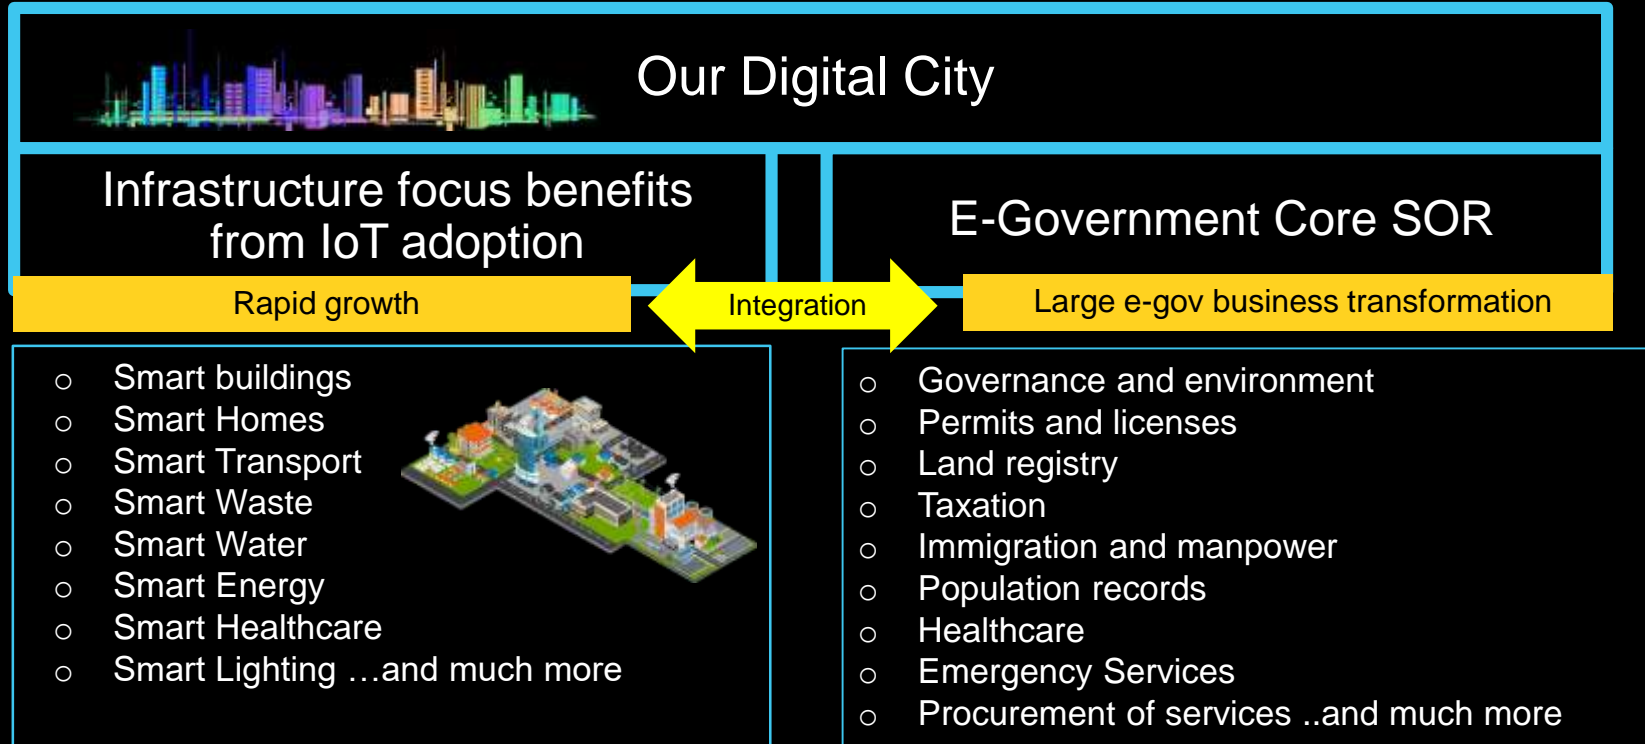 Our Digital City
Infrastructure focus benefits
from IoT adoption
E-Government Core SOR
Rapid growth
Integration
Large e-gov business transformation
o Smart buildings
o Smart Homes
o Smart Transport
o Smart Waste
o Smart Water
o Smart Energy
o Smart Healthcare
o Smart Lighting …and much more
o Governance and environment
o Permits and licenses
o Land registry
o Taxation
o Immigration and manpower
o Population records
o Healthcare
o Emergency Services
o Procurement of services ..and much more